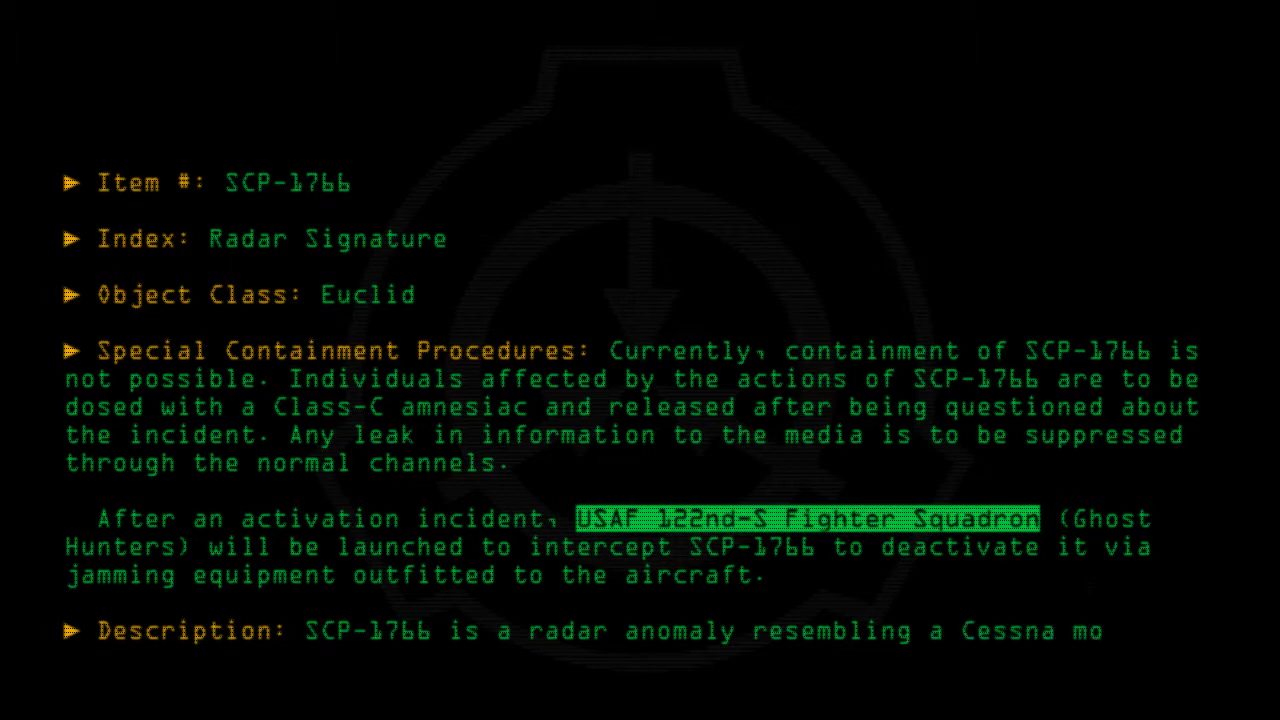 ► Item #: SCP-1766
► Index: Radar Signature
► Object Class: Euclid
► Special Containment Procedures: Currently, containment of SCP-1766 is
not possible. Individuals affected by the actions of SCP-1766 are to be
dosed with a Class-C amnesiac and released after being questioned about
the incident. Any leak in information to the media is to be suppressed
through the normal channels.
After an activation incident, USAF 122nd-S Fighter Squadron (Ghost
Hunters) will be launched to intercept SCP-1766 to deactivate it via
jamming equipment outfitted to the aircraft.
► Description: SCP-1766 is a radar anomaly resembling a Cessna mo